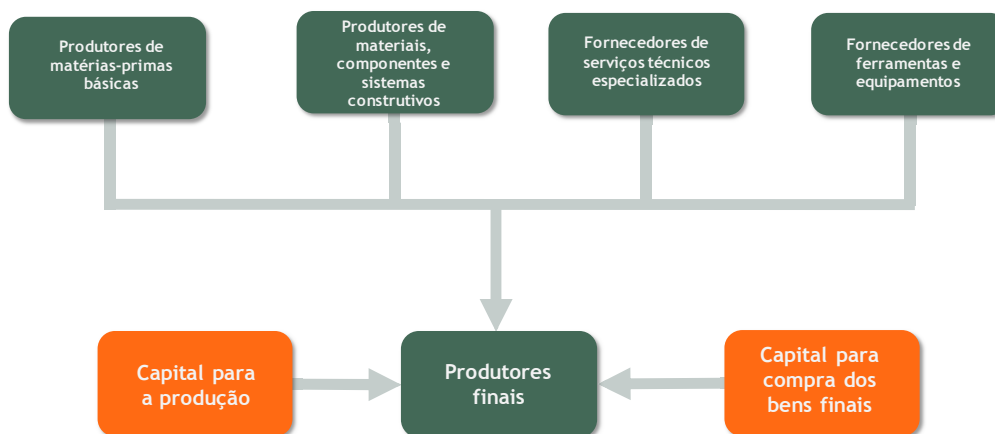 Produtores de
matérias-primas
básicas
Produtores de
materiais,
componentes e
sistemas
construtivos
Fornecedores de
serviços técnicos
especializados
Fornecedores de
ferramentas e
equipamentos
Capital para
a produção
Produtores
finais
Capital para
compra dos
bens finais